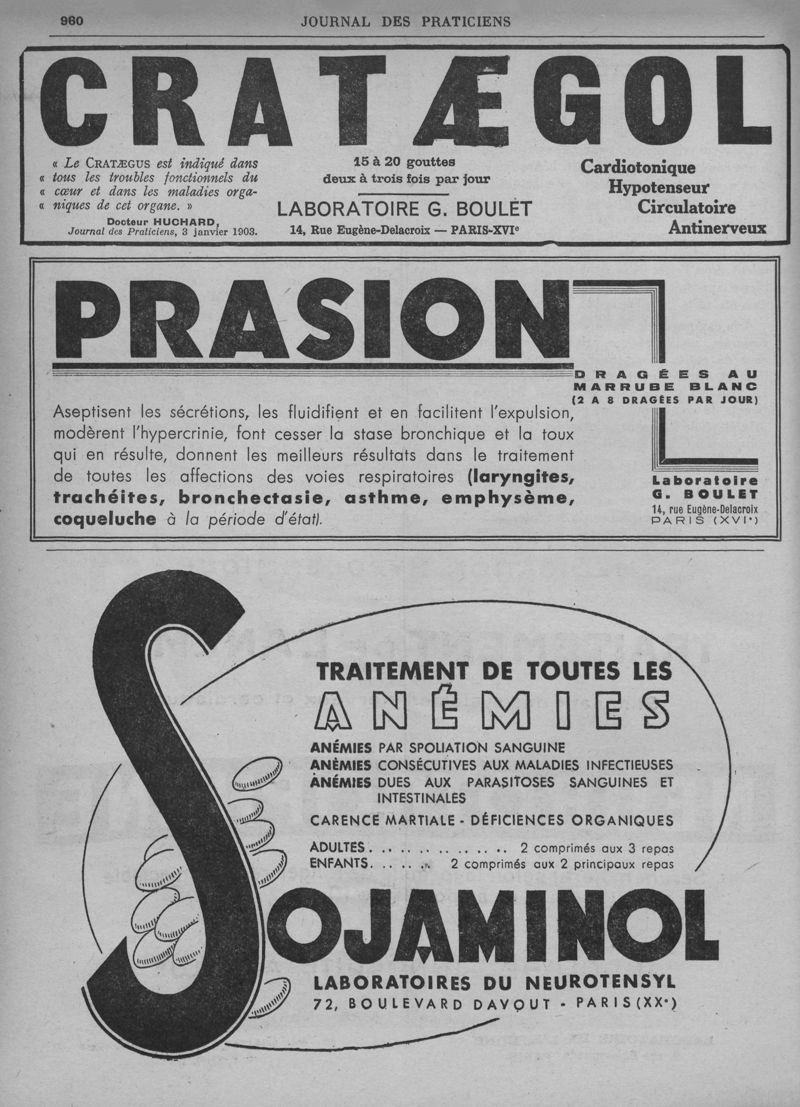 960
JOURNAL DES PRATICIENS
CRATÆGOL
« Le CRATÆGUS est indiqué dans
« tous les troubles fonctionnels du
« cœur et dans les maladies orga-
« niques de cet organe. »
Docteur HUCHARD,
Journal des Praticiens, 3 janvier 1903.
15 à 20 gouttes
deux à trois fois par jour
LABORATOIRE G. BOULET
14, Rue Eugène-Delacroix — PARIS-XVIe
Cardiotonique
Hypotenseur
Circulatoire
Antinerveux
PRASION
DRAGÉES AU
MARRUBE BLANC
(2 A 8 DRAGÉES PAR JOUR)
Aseptisent les sécrétions, les fluidifient et en facilitent l'expulsion,
modèrent l'hypercrinie, font cesser la stase bronchique et la toux
qui en résulte, donnent les meilleurs résultats dans le traitement
de toutes les affections des voies respiratoires (laryngites,
trachéites, bronchectasie, asthme, emphysème,
coqueluche à la période d'état).
Laboratoire
G. BOULET
14, rue Eugène-Delacroix
PARIS (XVIe)
TRAITEMENT DE TOUTES LES
ANÉMIES
ANÉMIES PAR SPOLIATION SANGUINE
ANÉMIES CONSÉCUTIVES AUX MALADIES INFECTIEUSES
ANÉMIES DUES AUX PARASITOSES SANGUINES ET
INTESTINALES
CARENCE MARTIALE - DÉFICIENCES ORGANIQUES
ADULTES. .. .. .. .. .. .. .. 2 comprimés aux 3 repas
ENFANTS. .. .. .. 2 comprimés aux 2 principaux repas
SOJAMINOL
LABORATOIRES DU NEUROTENSYL
72, BOULEVARD DAVOUT - PARIS (XXe)